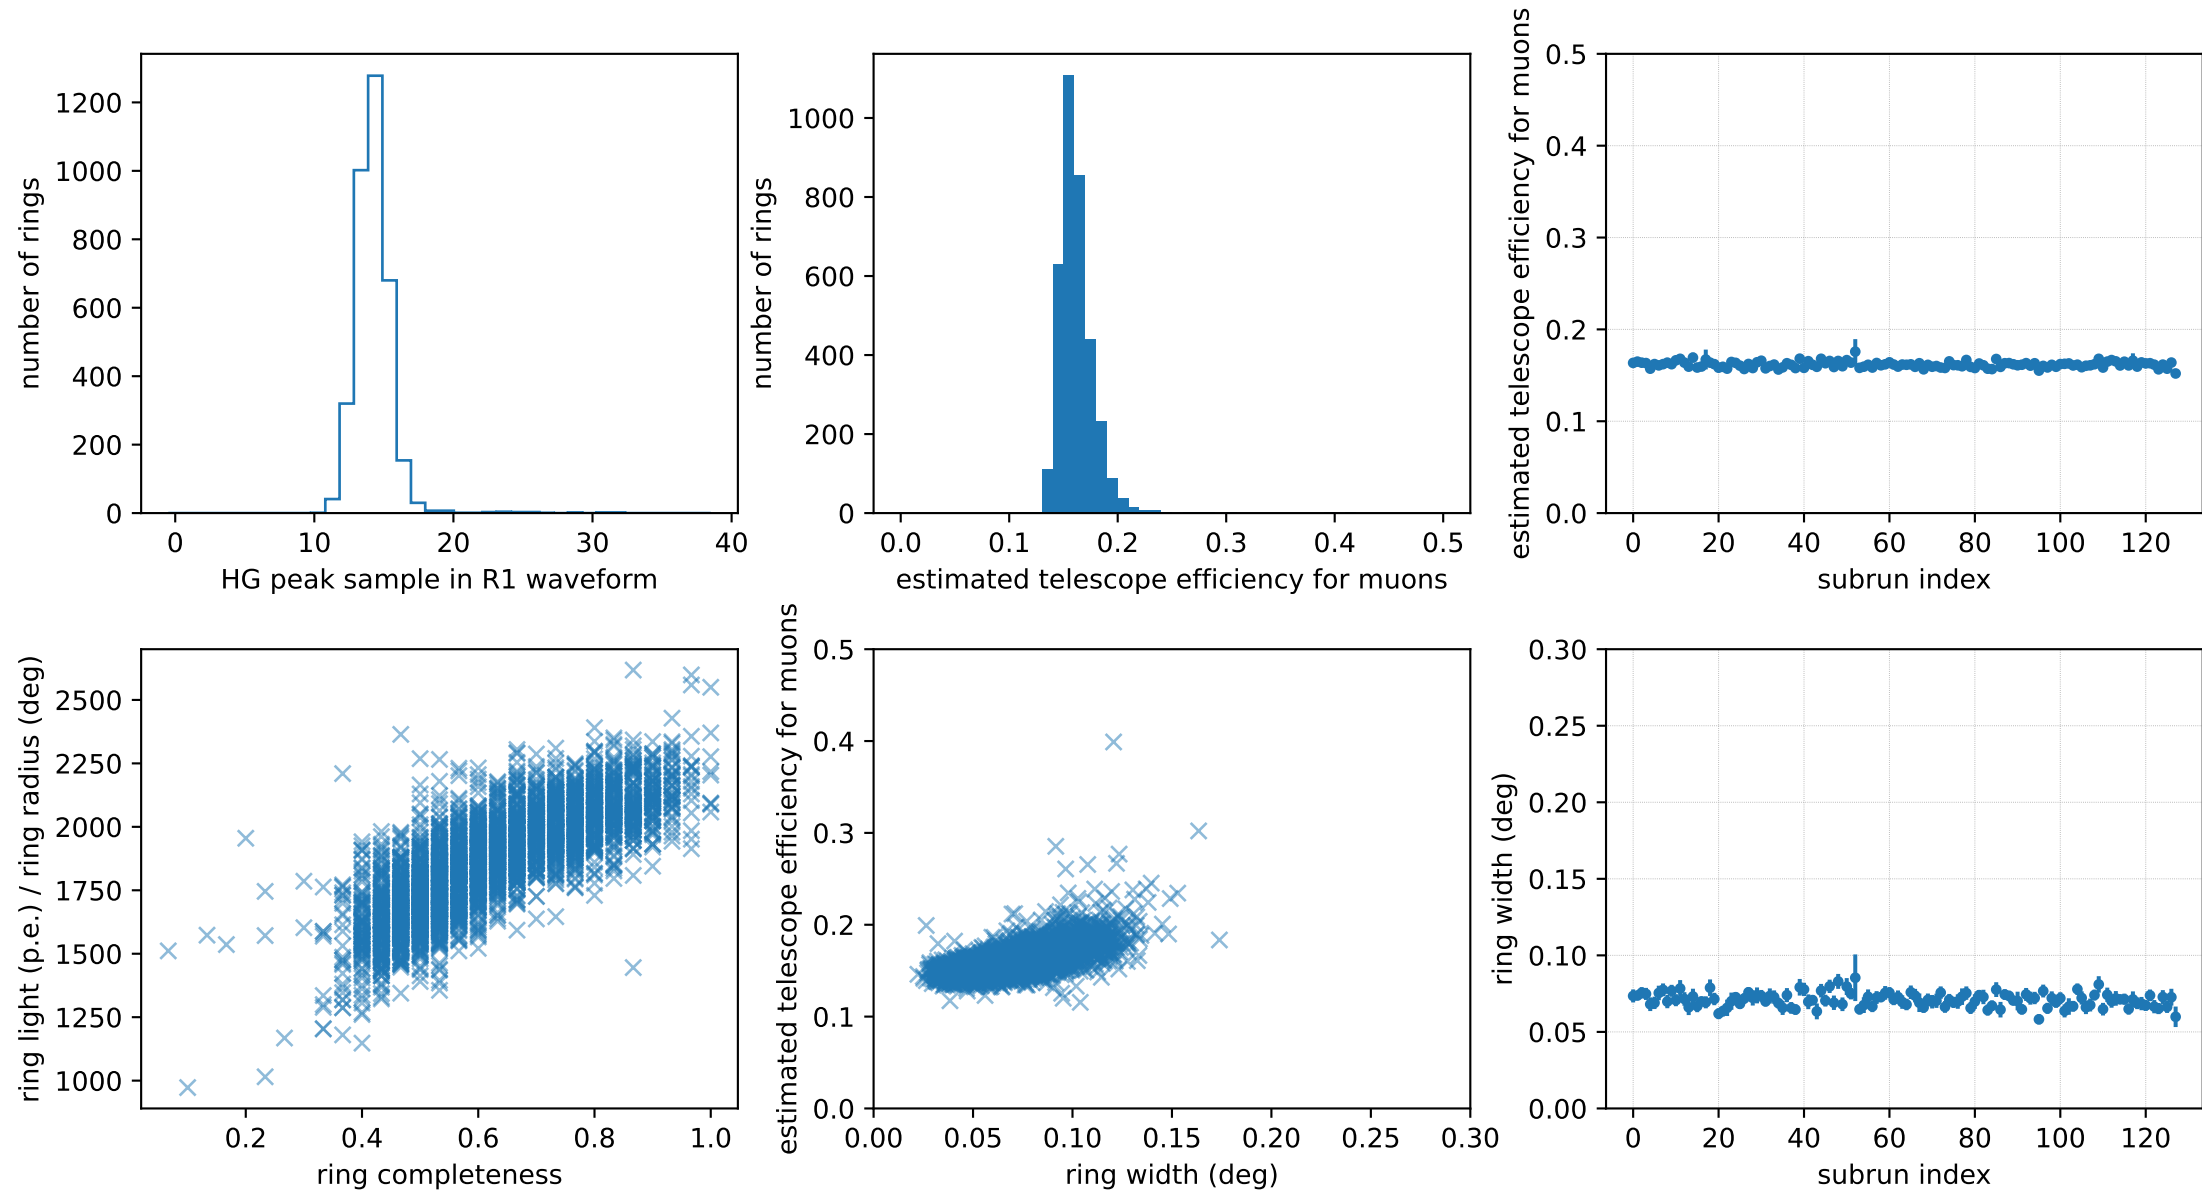 number of rings
1200
1000
800
600
400
200
0
0 10 20 30 40
HG peak sample in R1 waveform
number of rings
1000
800
600
400
200
0
0.0 0.1 0.2 0.3 0.4 0.5
estimated telescope efficiency for muons
estimated telescope efficiency for muons
0.5
0.4
0.3
0.2
0.1
0.0
0 20 40 60 80 100 120
subrun index
ring light (p.e.) / ring radius (deg)
2500
2250
2000
1750
1500
1250
1000
0.2 0.4 0.6 0.8 1.0
ring completeness
estimated telescope efficiency for muons
0.5
0.4
0.3
0.2
0.1
0.0
0.00 0.05 0.10 0.15 0.20 0.25 0.30
ring width (deg)
ring width (deg)
0.30
0.25
0.20
0.15
0.10
0.05
0.00
0 20 40 60 80 100 120
subrun index